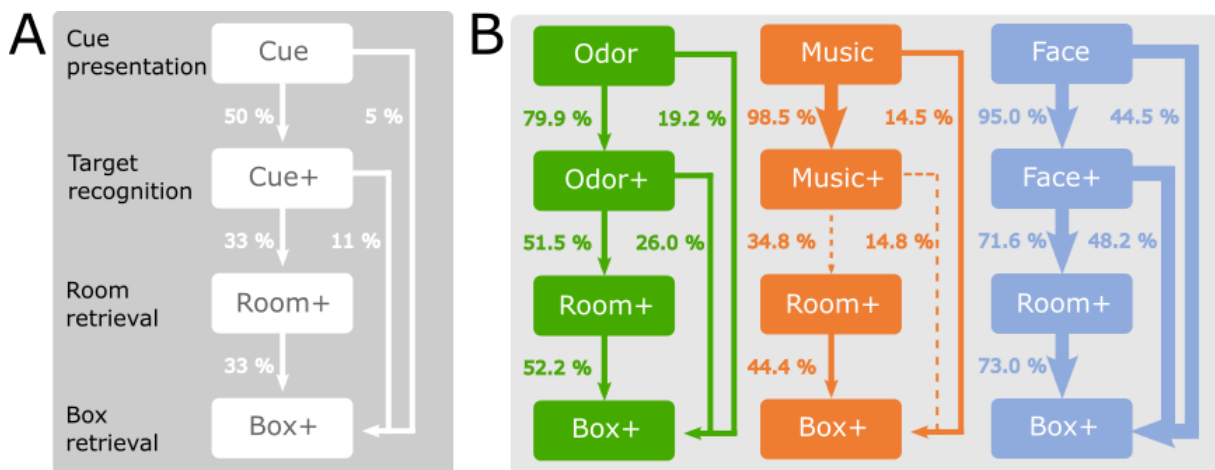 A
Cue
presentation
Cue
50 %
5 %
Target
recognition
Cue+
33 %
11 %
Room
retrieval
Room+
33 %
Box
retrieval
Box+
B
Odor
79.9 %
19.2 %
Odor+
51.5 %
26.0 %
Room+
52.2 %
Box+
Music
98.5 %
14.5 %
Music+
34.8 %
14.8 %
Room+
44.4 %
Box+
Face
95.0 %
44.5 %
Face+
71.6 %
48.2 %
Room+
73.0 %
Box+